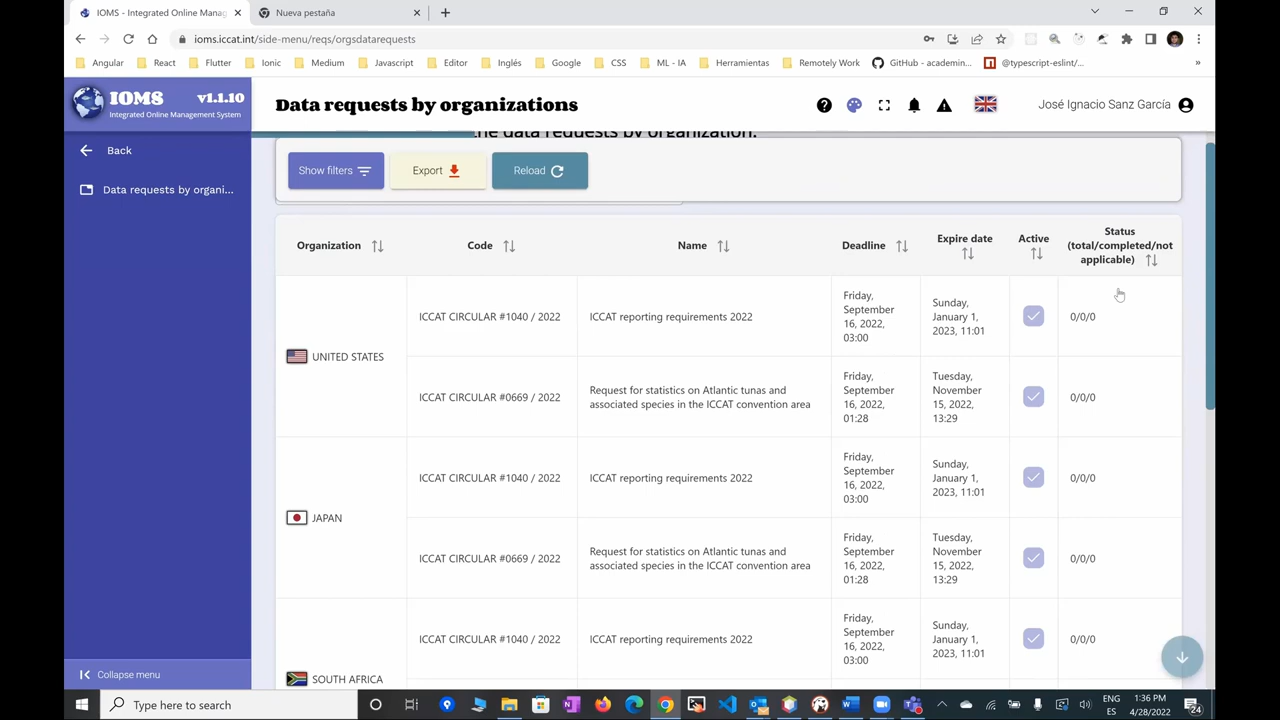 IOMS - Integrated Online Manag
Nueva pestaña
ioms.iccat.int/side-menu/reqs/orgsdatarequests
Angular
React
Flutter
Ionic
Medium
Javascript
Editor
Inglés
Google
CSS
ML - IA
Herramientas
Remotely Work
GitHub - academin...
@typescript-eslint/...
»
IOMS v1.1.10
Integrated Online Management System
Data requests by organizations
José Ignacio Sanz García
Back
Data requests by organi...
the data requests by organization.
Show filters
Export
Reload
Organization
Code
Name
Deadline
Expire date
Active
Status
(total/completed/not
applicable)
UNITED STATES
ICCAT CIRCULAR #1040 / 2022
ICCAT reporting requirements 2022
Friday,
September
16, 2022,
03:00
Sunday,
January 1,
2023, 11:01
0/0/0
ICCAT CIRCULAR #0669 / 2022
Request for statistics on Atlantic tunas and
associated species in the ICCAT convention area
Friday,
September
16, 2022,
01:28
Tuesday,
November
15, 2022,
13:29
0/0/0
JAPAN
ICCAT CIRCULAR #1040 / 2022
ICCAT reporting requirements 2022
Friday,
September
16, 2022,
03:00
Sunday,
January 1,
2023, 11:01
0/0/0
ICCAT CIRCULAR #0669 / 2022
Request for statistics on Atlantic tunas and
associated species in the ICCAT convention area
Friday,
September
16, 2022,
01:28
Tuesday,
November
15, 2022,
13:29
0/0/0
SOUTH AFRICA
ICCAT CIRCULAR #1040 / 2022
ICCAT reporting requirements 2022
Friday,
September
16, 2022,
03:00
Sunday,
January 1,
2023, 11:01
0/0/0
Collapse menu
Type here to search
ENG
ES
1:36 PM
4/28/2022
24